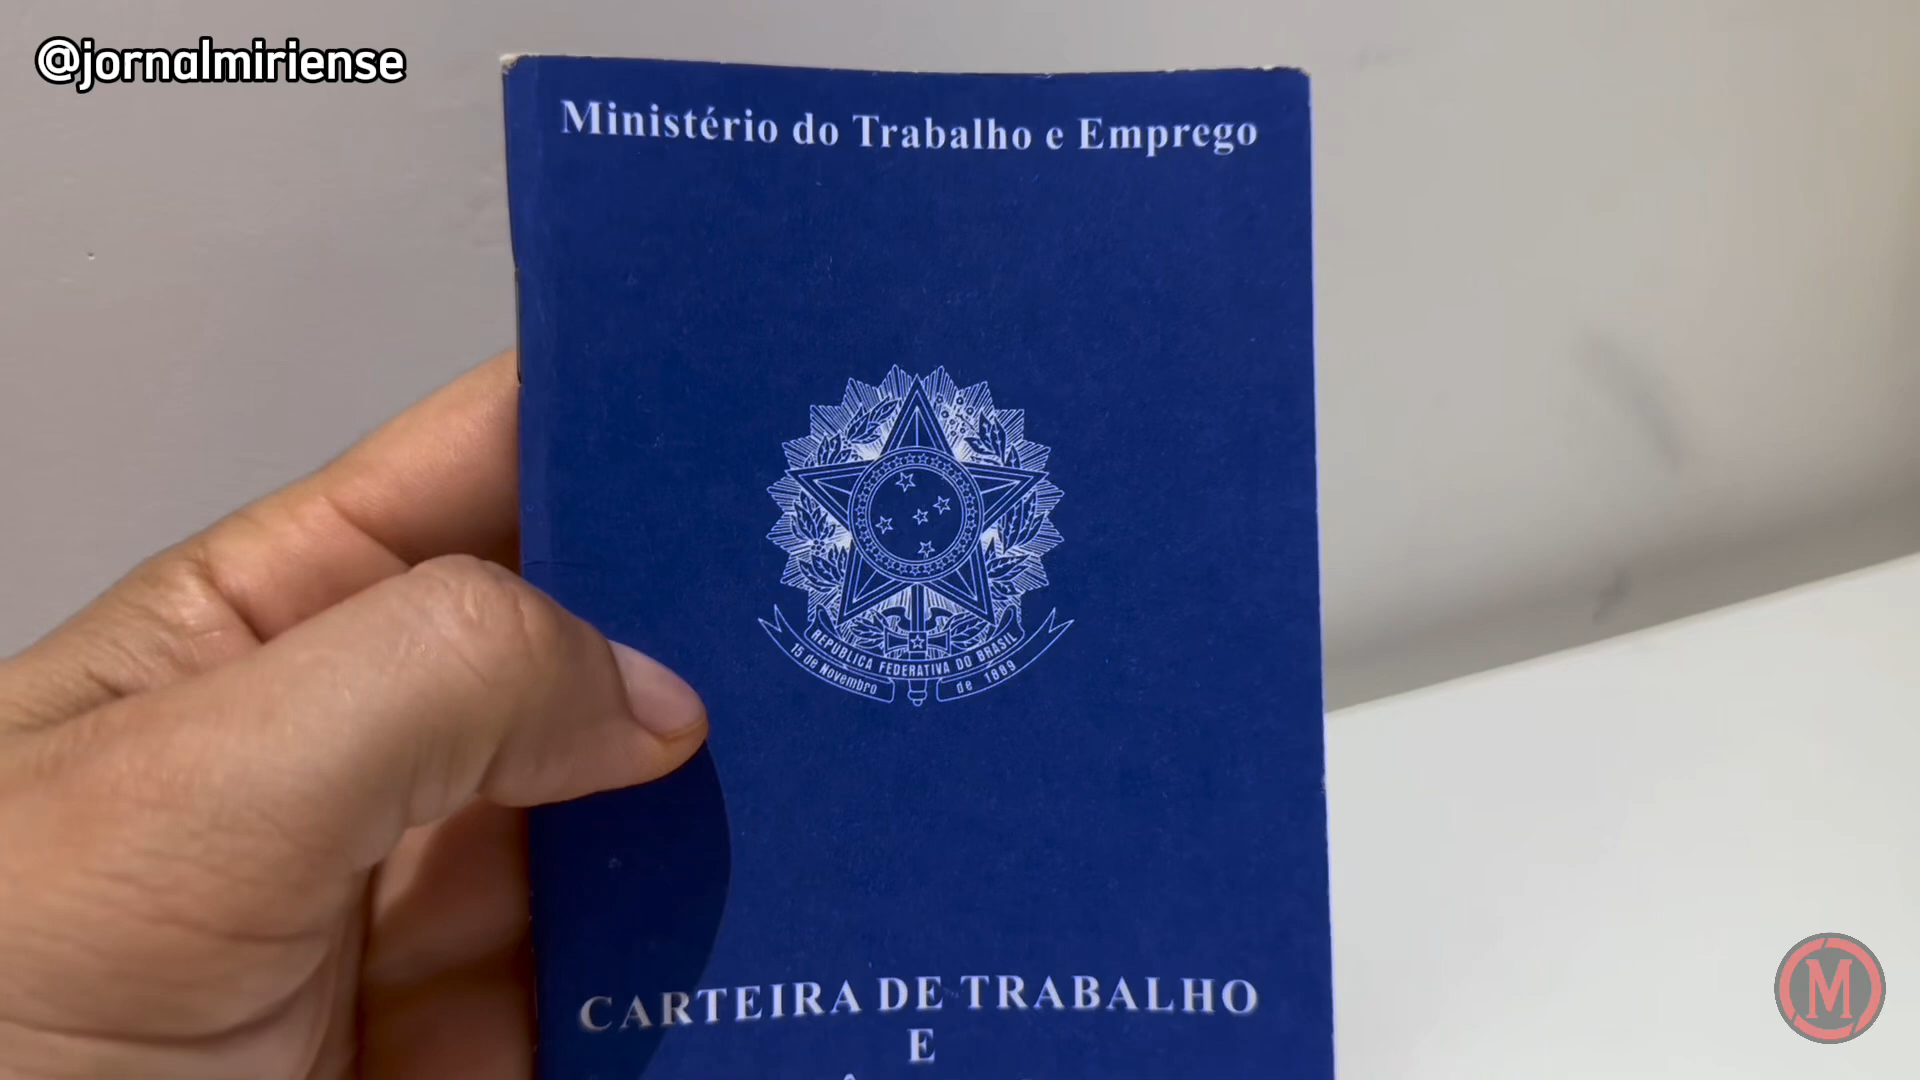 @jornalmiriense
Ministério do Trabalho e Emprego
REPÚBLICA FEDERATIVA DO BRASIL
15 de Novembro de 1889
CARTEIRA DE TRABALHO
E
M